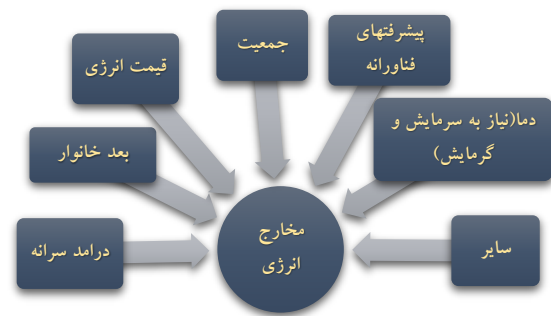 پیشرفتهای
فناورانه
جمعیت
قیمت انرژی
دما(نیاز به سرمایش و
گرمایش)
بعد خانوار
مخارج
انرژی
سایر
درامد سرانه